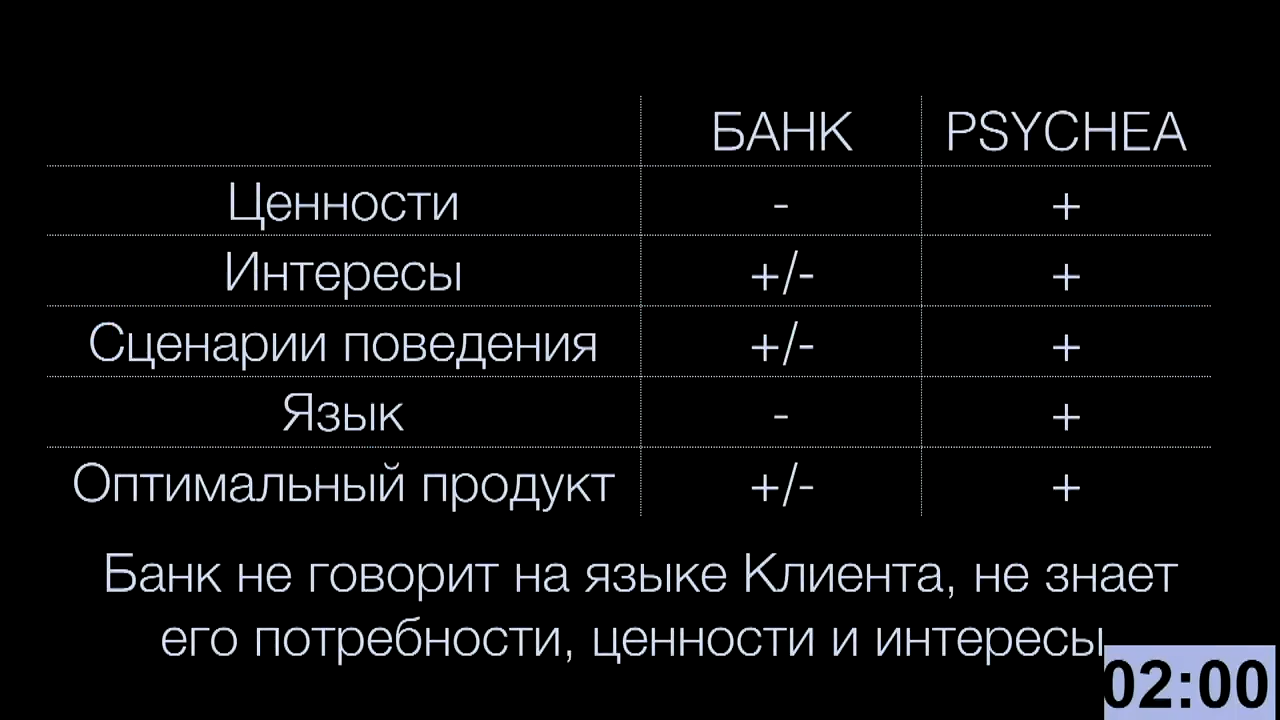 БАНК PSYCHEA
Ценности - +
Интересы +/- +
Сценарии поведения +/- +
Язык - +
Оптимальный продукт +/- +
Банк не говорит на языке Клиента, не знает
его потребности, ценности и интересы
02:00